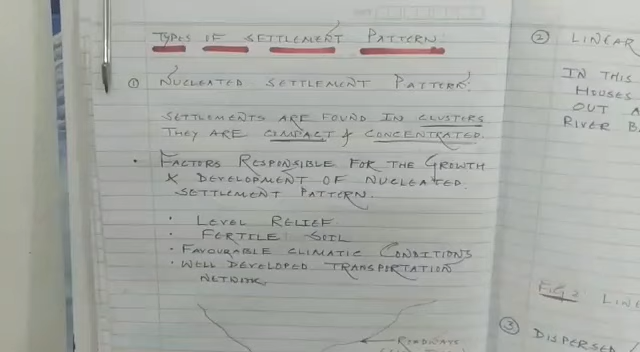 TYPES OF SETTLEMENT PATTERN
① NUCLEATED SETTLEMENT PATTERN:
SETTLEMENTS ARE FOUND IN CLUSTERS
THEY ARE COMPACT & CONCENTRATED.
• FACTORS RESPONSIBLE FOR THE GROWTH
& DEVELOPMENT OF NUCLEATED
SETTLEMENT PATTERN.
• LEVEL RELIEF
• FERTILE SOIL
• FAVOURABLE CLIMATIC CONDITIONS
• WELL DEVELOPED TRANSPORTATION
NETWORK
ROADWAYS
② LINEAR
IN THIS
HOUSES
OUT A
RIVER B
Fig 2 LINE
③ DISPERSED